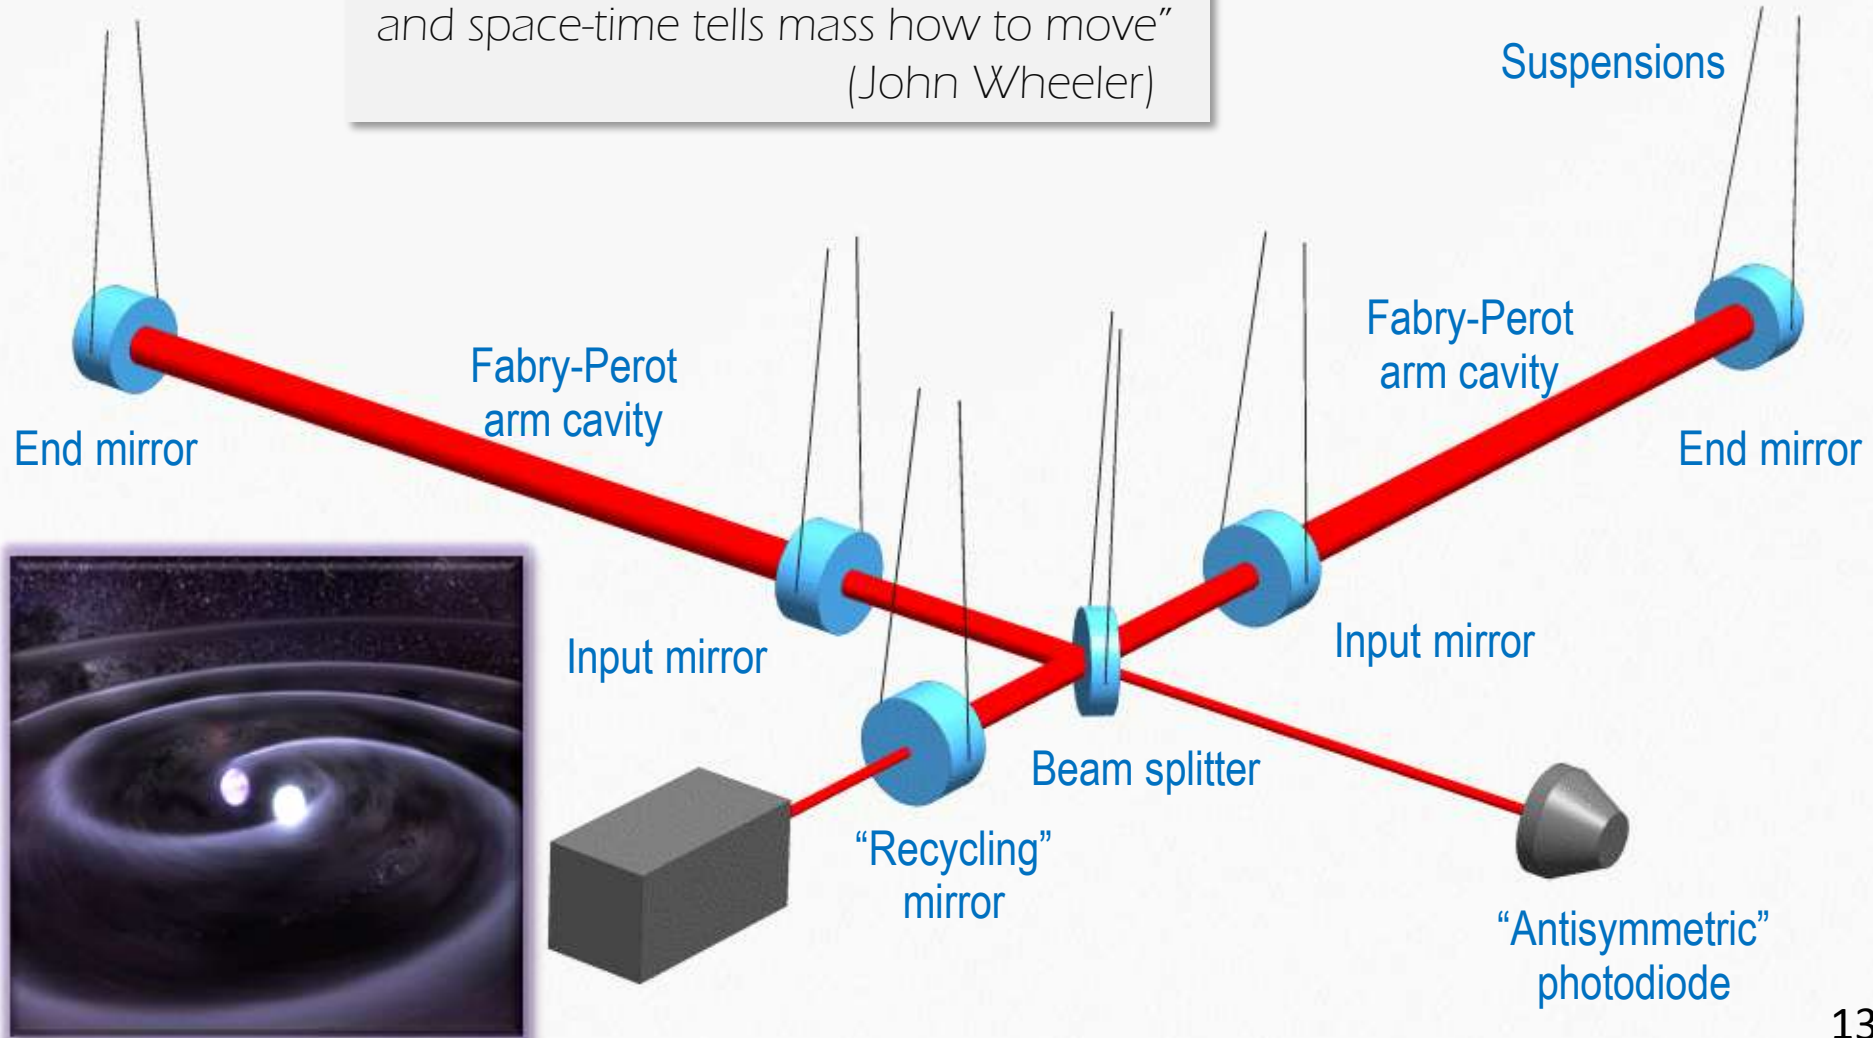 and space-time tells mass how to move”
(John Wheeler)
Suspensions
Fabry-Perot
arm cavity
Fabry-Perot
arm cavity
End mirror
End mirror
Input mirror
Input mirror
Beam splitter
“Recycling”
mirror
“Antisymmetric”
photodiode
13